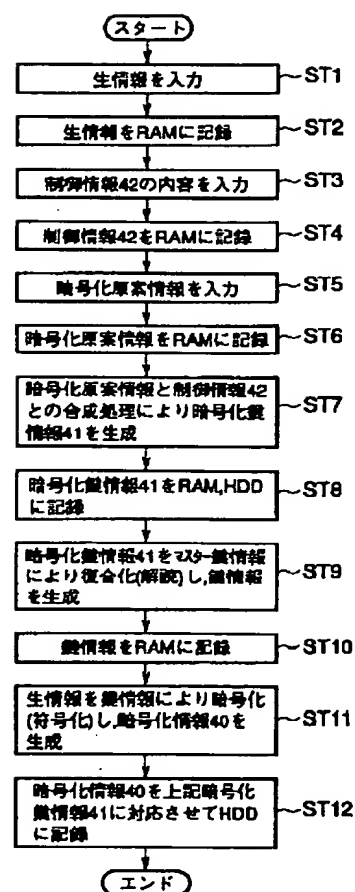 スタート
生情報を入力
ST1
生情報をRAMに記録
ST2
制御情報42の内容を入力
ST3
制御情報42をRAMに記録
ST4
暗号化原案情報を入力
ST5
暗号化原案情報をRAMに記録
ST6
暗号化原案情報と制御情報42
との合成処理により暗号化鍵
情報41を生成
ST7
暗号化鍵情報41をRAM,HDD
に記録
ST8
暗号化鍵情報41をマスター鍵情報
により復合化(解読)し,鍵情報
を生成
ST9
鍵情報をRAMに記録
ST10
生情報を鍵情報により暗号化
(符号化)し,暗号化情報40を
生成
ST11
暗号化情報40を上記暗号化
鍵情報41に対応させてHDD
に記録
ST12
エンド